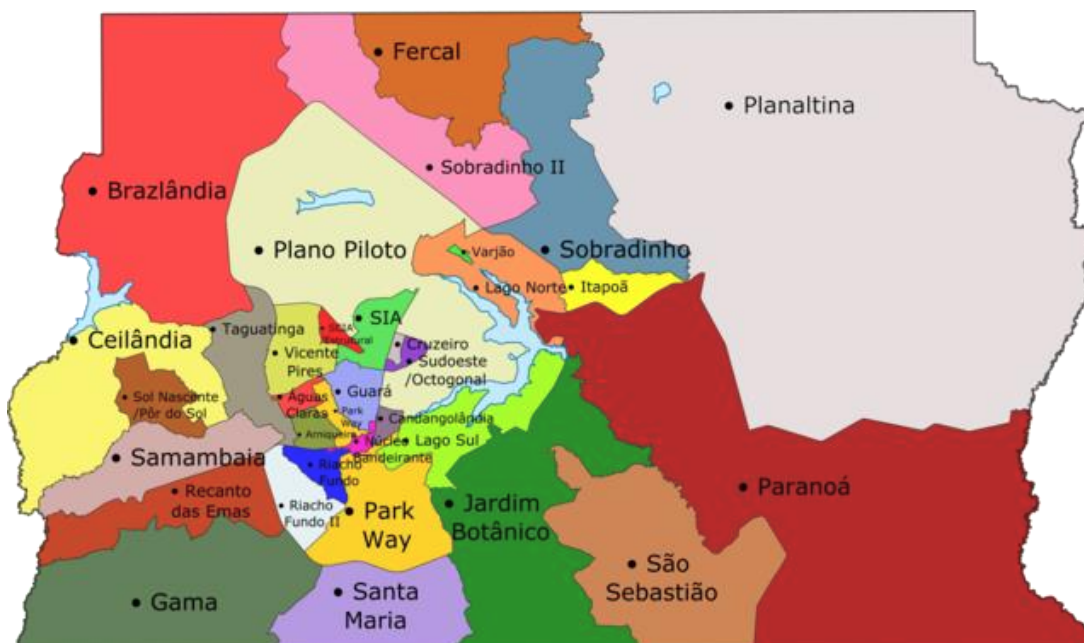 Fercal
Planaltina
Sobradinho II
Brazlândia
Plano Piloto
Sobradinho
Varjão
Lago Norte
Itapoã
SIA
Taguatinga
Estrutural
Ceilândia
Cruzeiro
Vicente
Pires
Sudoeste
/Octogonal
Guará
Sol Nascente
/Pôr do Sol
Águas
Claras
Park
Way
Candangolândia
Arniqueira
Núcleo
Bandeirante
Lago Sul
Samambaia
Riacho
Fundo
Recanto
das Emas
Riacho
Fundo II
Park
Way
Jardim
Botânico
Paranoá
São
Sebastião
Gama
Santa
Maria